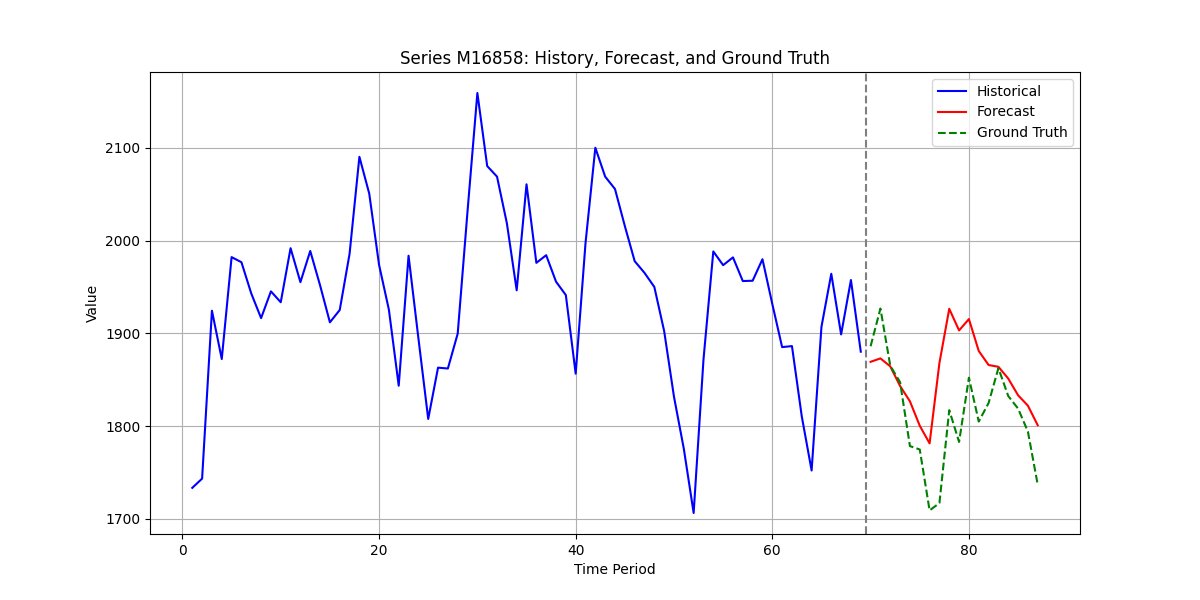 Series M16858: History, Forecast, and Ground Truth
Historical
Forecast
Ground Truth
Value
2100
2000
1900
1800
1700
0
20
40
60
80
Time Period